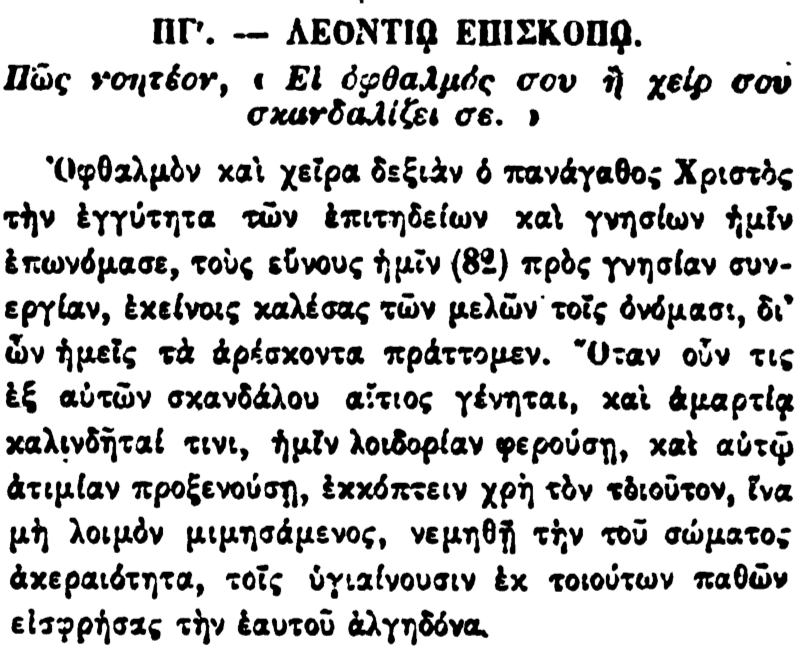 ΠΓʹ. — ΛΕΟΝΤΙῼ ΕΠΙΣΚΟΠῼ.
Πῶς νοητέον, « Εἰ ὀφθαλμός σου ἢ χείρ σου
σκανδαλίζει σε. »
Ὀφθαλμὸν καὶ χεῖρα δεξιὰν ὁ πανάγαθος Χριστὸς
τὴν ἐγγύτητα τῶν ἐπιτηδείων καὶ γνησίων ἡμῖν
ἐπωνόμασε, τοὺς εὔνους ἡμῖν (82) πρὸς γνησίαν συν-
εργίαν, ἐκείνοις καλέσας τῶν μελῶν τοῖς ὀνόμασι, δι’
ὧν ἡμεῖς τὰ ἀρέσκοντα πράττομεν. Ὅταν οὖν τις
ἐξ αὐτῶν σκανδάλου αἴτιος γένηται, καὶ ἁμαρτίᾳ
καλινδῆταί τινι, ἡμῖν λοιδορίαν φερούσῃ, καὶ αὐτῷ
ἀτιμίαν προξενούσῃ, ἐκκόπτειν χρὴ τὸν τοιοῦτον, ἵνα
μὴ λοιμὸν μιμησάμενος, νεμηθῇ τὴν τοῦ σώματος
ἀκεραιότητα, τοῖς ὑγιαίνουσιν ἐκ τοιούτων παθῶν
εἰσφρήσας τὴν ἑαυτοῦ ἀλγηδόνα.